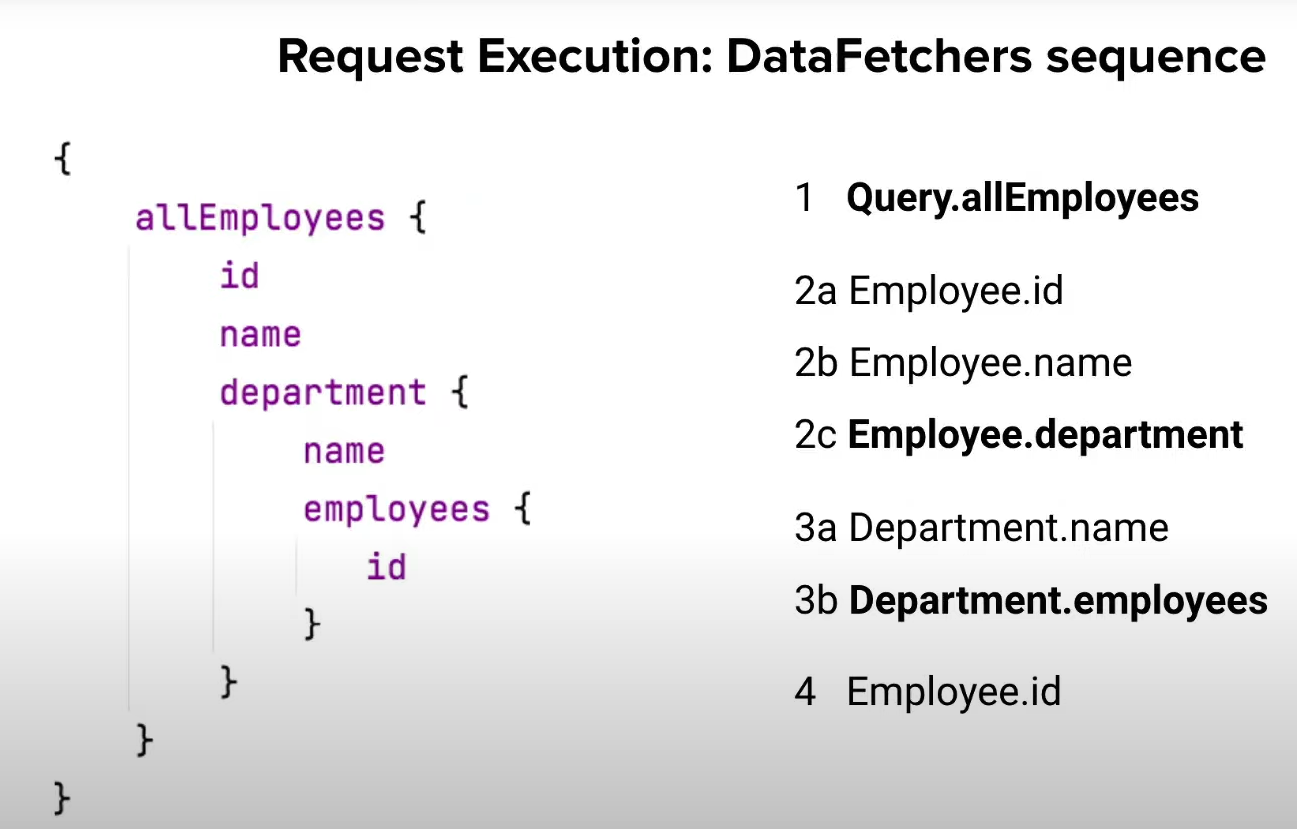 Request Execution: DataFetchers sequence
{
allEmployees {
id
name
department {
name
employees {
id
}
}
}
}
1 Query.allEmployees
2a Employee.id
2b Employee.name
2c Employee.department
3a Department.name
3b Department.employees
4 Employee.id